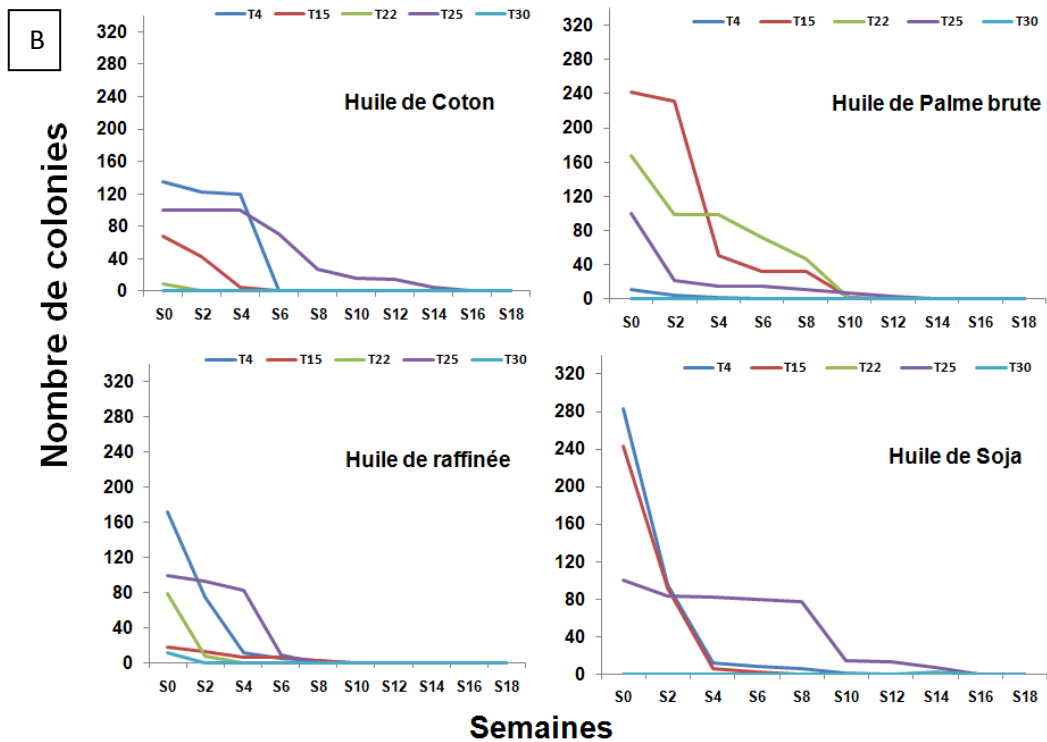 B
Nombre de colonies
T4 T15 T22 T25 T30
320
280
240
200
160
120
80
40
0
Huile de Coton
S0 S2 S4 S6 S8 S10 S12 S14 S16 S18
T4 T15 T22 T25 T30
320
280
240
200
160
120
80
40
0
Huile de Palme brute
S0 S2 S4 S6 S8 S10 S12 S14 S16 S18
T4 T15 T22 T25 T30
320
280
240
200
160
120
80
40
0
Huile de raffinée
S0 S2 S4 S6 S8 S10 S12 S14 S16 S18
T4 T15 T22 T25 T30
320
280
240
200
160
120
80
40
0
Huile de Soja
S0 S2 S4 S6 S8 S10 S12 S14 S16 S18
Semaines